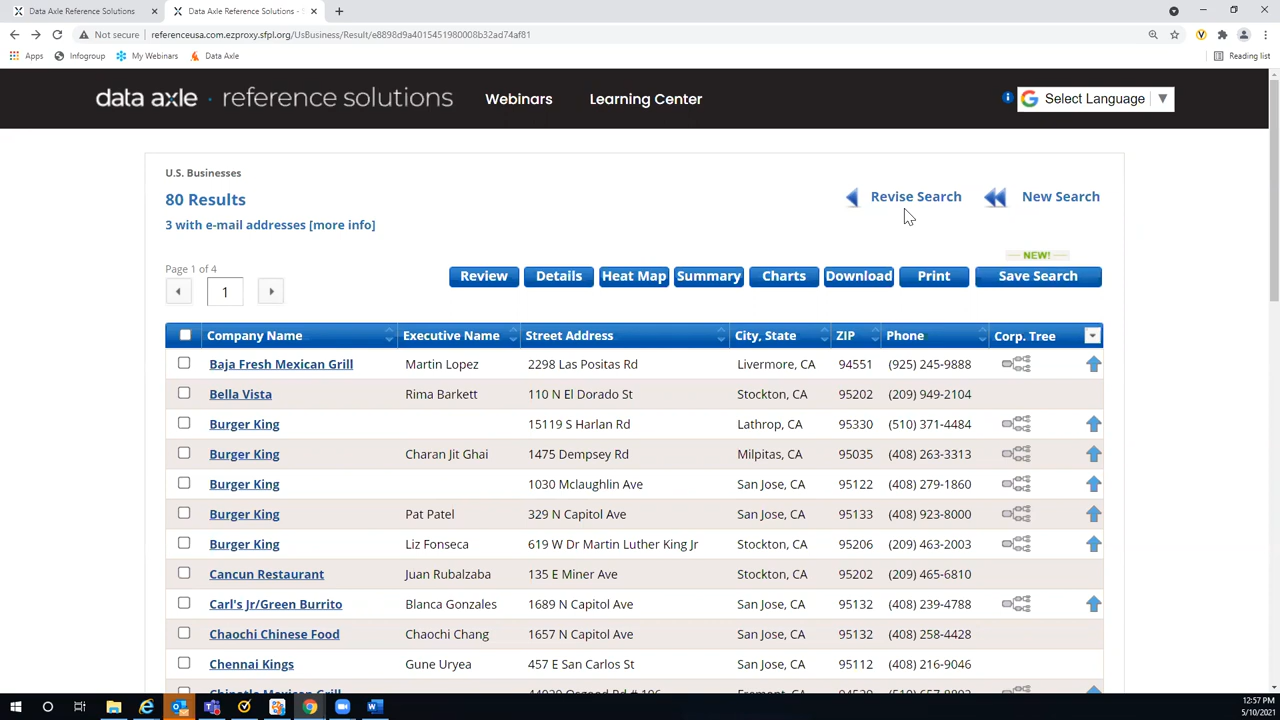 Data Axle Reference Solutions
Data Axle Reference Solutions - S
Not secure
referenceusa.com.ezproxy.sfpl.org/UsBusiness/Result/e8898d9a4015451980008b32ad74af81
Apps
Infogroup
My Webinars
Data Axle
Reading list
data axle · reference solutions
Webinars
Learning Center
Select Language
U.S. Businesses
80 Results
Revise Search
New Search
3 with e-mail addresses [more info]
NEW!
Page 1 of 4
1
Review Details Heat Map Summary Charts Download Print Save Search
Company Name Executive Name Street Address City, State ZIP Phone Corp. Tree
Baja Fresh Mexican Grill Martin Lopez 2298 Las Positas Rd Livermore, CA 94551 (925) 245-9888
Bella Vista Rima Barkett 110 N El Dorado St Stockton, CA 95202 (209) 949-2104
Burger King 15119 S Harlan Rd Lathrop, CA 95330 (510) 371-4484
Burger King Charan Jit Ghai 1475 Dempsey Rd Milpitas, CA 95035 (408) 263-3313
Burger King 1030 Mclaughlin Ave San Jose, CA 95122 (408) 279-1860
Burger King Pat Patel 329 N Capitol Ave San Jose, CA 95133 (408) 923-8000
Burger King Liz Fonseca 619 W Dr Martin Luther King Jr Stockton, CA 95206 (209) 463-2003
Cancun Restaurant Juan Rubalzaba 135 E Miner Ave Stockton, CA 95202 (209) 465-6810
Carl's Jr/Green Burrito Blanca Gonzales 1689 N Capitol Ave San Jose, CA 95132 (408) 239-4788
Chaochi Chinese Food Chaochi Chang 1657 N Capitol Ave San Jose, CA 95132 (408) 258-4428
Chennai Kings Gune Uryea 457 E San Carlos St San Jose, CA 95112 (408) 216-9046
Chipotle Mexican Grill
12:57 PM
5/10/2021